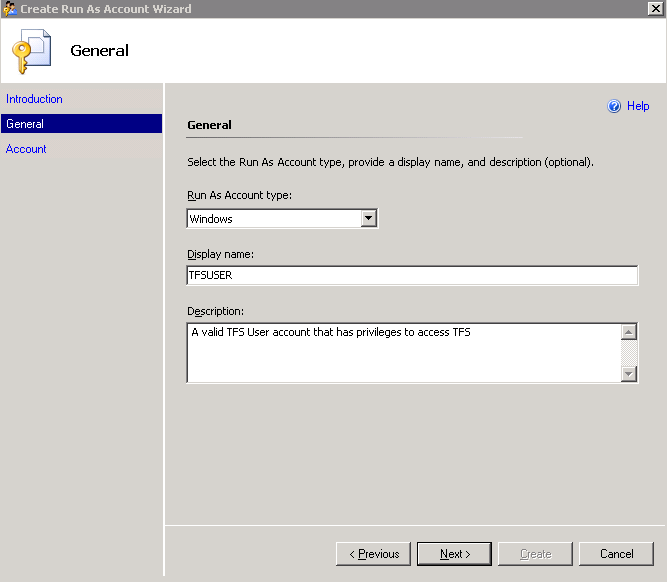 Create Run As Account Wizard
General
Introduction
General
Account
Help
General
Select the Run As Account type, provide a display name, and description (optional).
Run As Account type:
Windows
Display name:
TFSUSER
Description:
A valid TFS User account that has privileges to access TFS
< Previous
Next >
Create
Cancel